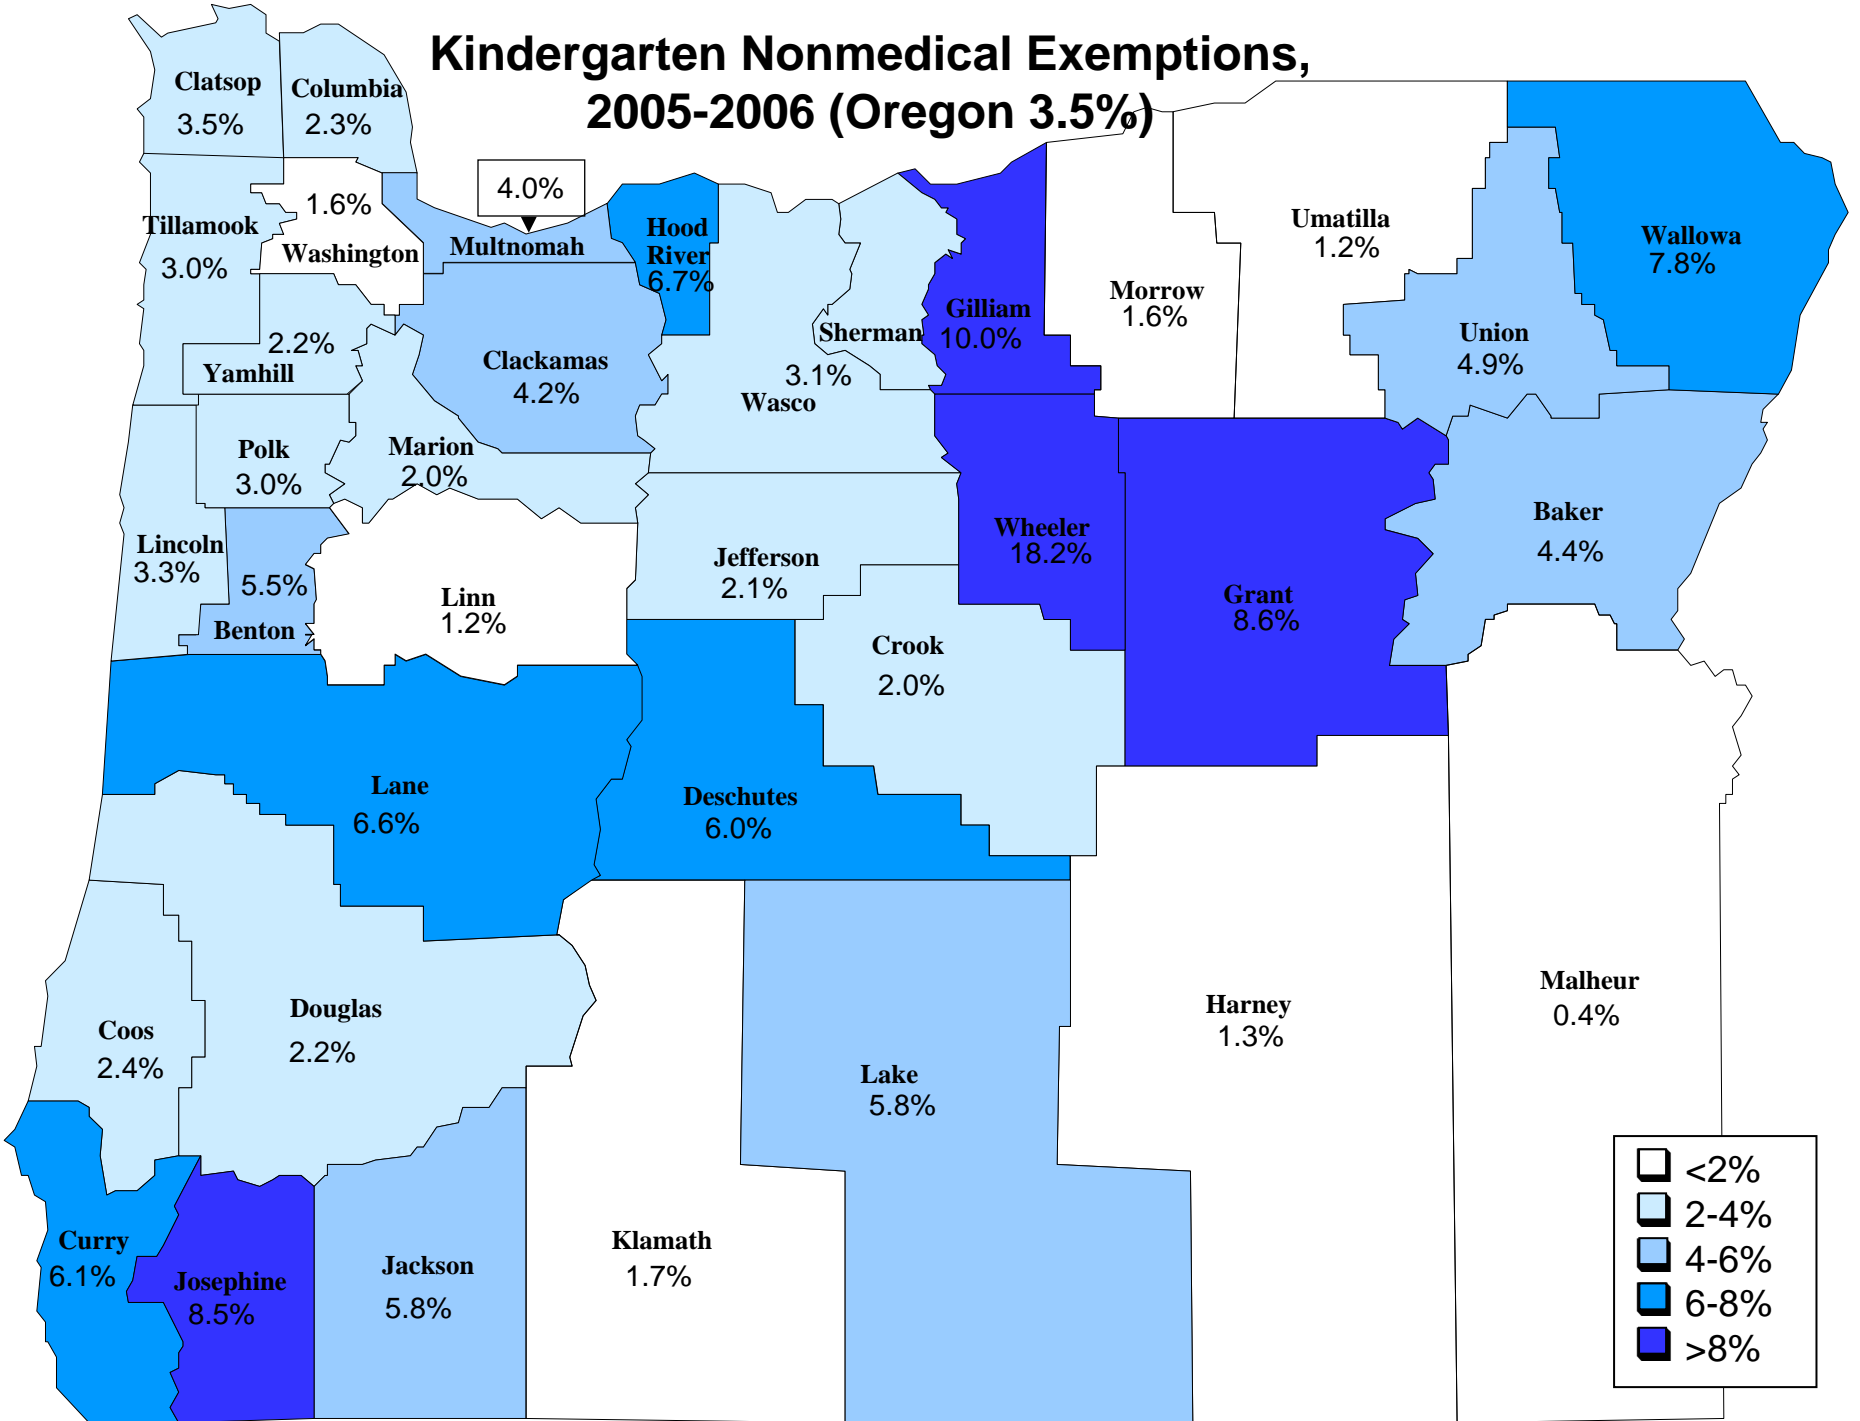 Kindergarten Nonmedical Exemptions,
2005-2006 (Oregon 3.5%)
Clatsop
3.5%
Columbia
2.3%
4.0%
Multnomah
Tillamook
3.0%
1.6%
Washington
Hood
River
6.7%
Sherman
Gilliam
10.0%
Morrow
1.6%
Umatilla
1.2%
Wallowa
7.8%
Union
4.9%
2.2%
Yamhill
Clackamas
4.2%
3.1%
Wasco
Polk
3.0%
Marion
2.0%
Lincoln
3.3%
5.5%
Benton
Linn
1.2%
Jefferson
2.1%
Wheeler
18.2%
Grant
8.6%
Baker
4.4%
Crook
2.0%
Lane
6.6%
Deschutes
6.0%
Coos
2.4%
Douglas
2.2%
Lake
5.8%
Harney
1.3%
Malheur
0.4%
Curry
6.1%
Josephine
8.5%
Jackson
5.8%
Klamath
1.7%
<2%
2-4%
4-6%
6-8%
>8%